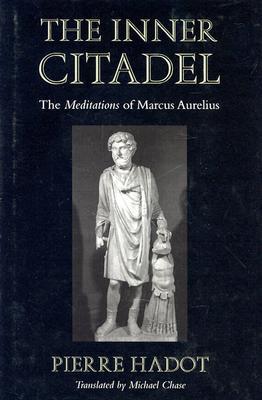 THE INNER
CITADEL
The Meditations of Marcus Aurelius
PIERRE HADOT
Translated by Michael Chase